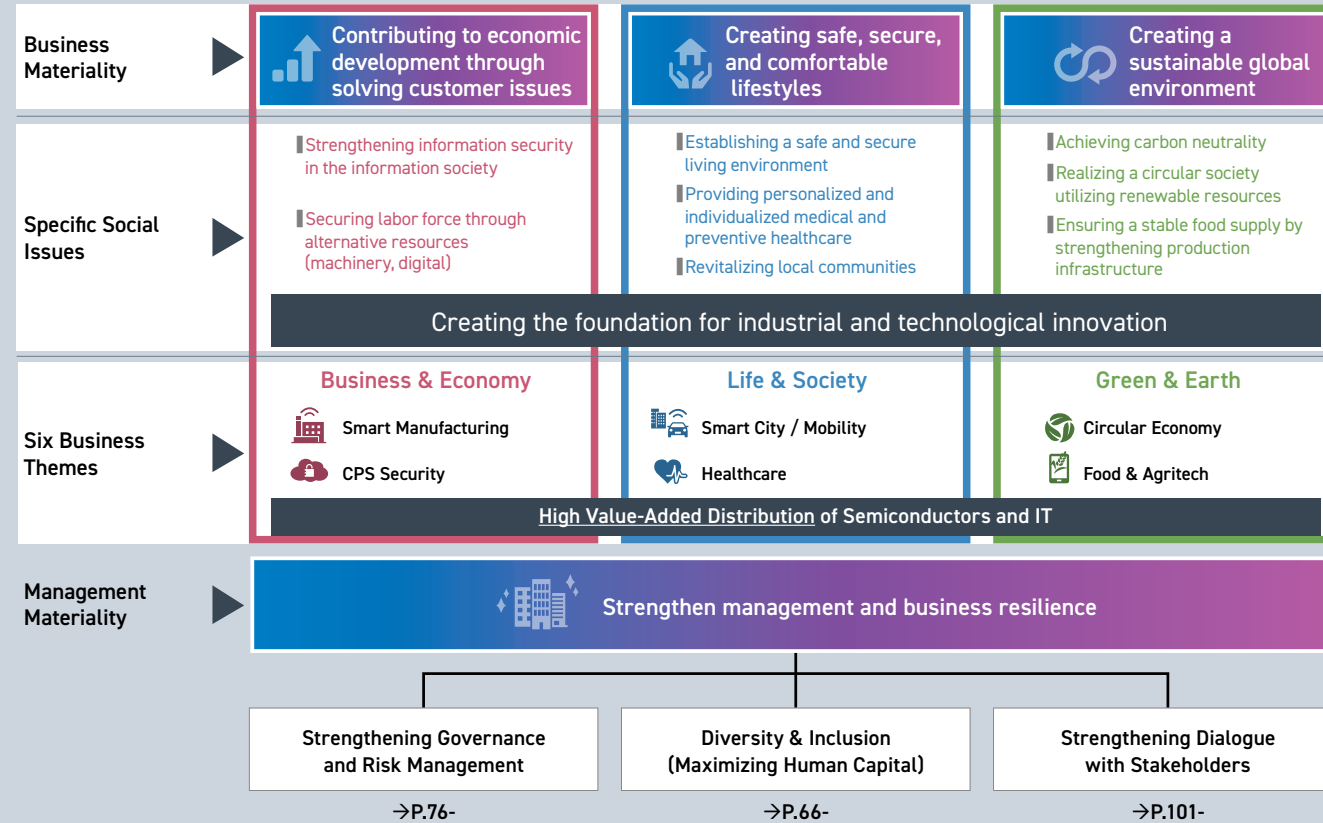 Business
Materiality
Contributing to economic
development through
solving customer issues
Creating safe, secure,
and comfortable
lifestyles
Creating a
sustainable global
environment
Specific Social
Issues
Strengthening information security
in the information society
Securing labor force through
alternative resources
(machinery, digital)
Establishing a safe and secure
living environment
Providing personalized and
individualized medical and
preventive healthcare
Revitalizing local communities
Achieving carbon neutrality
Realizing a circular society
utilizing renewable resources
Ensuring a stable food supply by
strengthening production
infrastructure
Creating the foundation for industrial and technological innovation
Six Business
Themes
Business & Economy
Smart Manufacturing
CPS Security
Life & Society
Smart City / Mobility
Healthcare
Green & Earth
Circular Economy
Food & Agritech
High Value-Added Distribution of Semiconductors and IT
Management
Materiality
Strengthen management and business resilience
Strengthening Governance
and Risk Management
→P.76-
Diversity & Inclusion
(Maximizing Human Capital)
→P.66-
Strengthening Dialogue
with Stakeholders
→P.101-